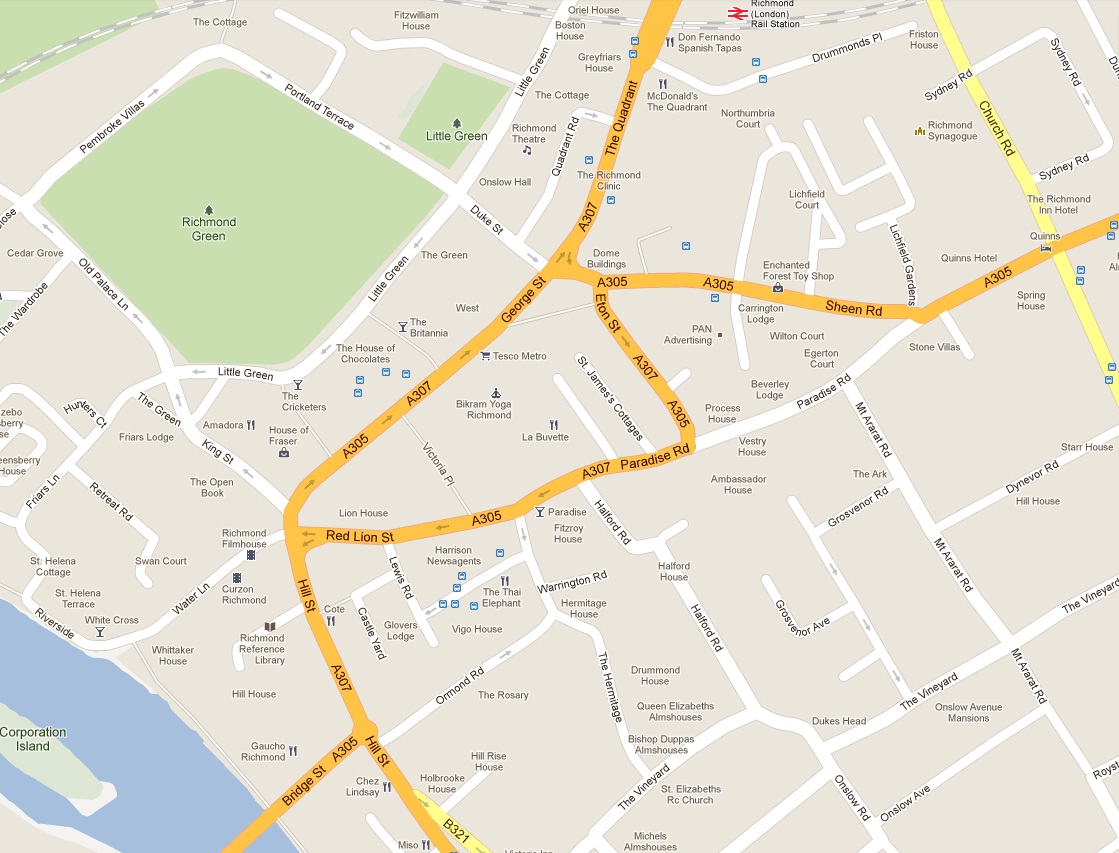 Oriel House
Richmond
(London)
Rail Station
The Cottage
Fitzwilliam
House
Boston
House
Don Fernando
Spanish Tapas
Friston
House
Drummonds Pl
Sydney Rd
Greyfriars
House
Little Green
Portland Terrace
Pembroke Villas
The Cottage
McDonald's
The Quadrant
Sydney Rd
Church Rd
The Quadrant
Northumbria
Court
Little Green
Richmond
Theatre
Quadrant Rd
Richmond
Synagogue
Sydney Rd
The Richmond
Clinic
Onslow Hall
Lichfield
Court
The Richmond
Inn Hotel
Richmond
Green
Duke St
A307
Quinns
Cedar Grove
The Green
Little Green
Dome
Buildings
Lichfield Gardens
Quinns Hotel
Old Palace Ln
Enchanted
Forest Toy Shop
A305
A305
A305
Spring
House
The Wardrobe
West
George St
Eton St
Carrington
Lodge
Sheen Rd
The
Britannia
PAN
Advertising
Wilton Court
Stone Villas
The House of
Chocolates
Tesco Metro
Egerton
Court
Little Green
A307
St. James's Cottages
A307
Beverley
Lodge
Paradise Rd
The
Cricketers
The Green
Hunters Ct
Bikram Yoga
Richmond
A305
Process
House
Mt Ararat Rd
Amadora
Friars Lodge
House of
Fraser
A305
La Buvette
Vestry
House
Starr House
King St
Victoria Pl
A307
Paradise Rd
The Ark
Dynevor Rd
Friars Ln
Retreat Rd
The Open
Book
Ambassador
House
Grosvenor Rd
Hill House
Lion House
A305
Paradise
Halford Rd
Richmond
Filmhouse
Red Lion St
Fitzroy
House
Mt Ararat Rd
Swan Court
Harrison
Newsagents
St. Helena
Cottage
Lewis Rd
Halford
House
Curzon
Richmond
Water Ln
Hill St
Warrington Rd
The Thai
Elephant
St. Helena
Terrace
Cote
Castle Yard
Hermitage
House
Grosvenor Ave
The Vineyard
Riverside
White Cross
Glovers
Lodge
Vigo House
Halford Rd
Richmond
Reference
Library
Whittaker
House
A307
The Hermitage
Drummond
House
Mt Ararat Rd
Ormond Rd
The Rosary
Hill House
The Vineyard
Queen Elizabeths
Almshouses
Dukes Head
Onslow Avenue
Mansions
Corporation
Island
Gaucho
Richmond
A305
Hill St
Bishop Duppas
Almshouses
Bridge St
Chez
Lindsay
Hill Rise
House
Holbrooke
House
The Vineyard
St. Elizabeths
Rc Church
Onslow Rd
Onslow Ave
B321
Miso
Michels
Almshouses